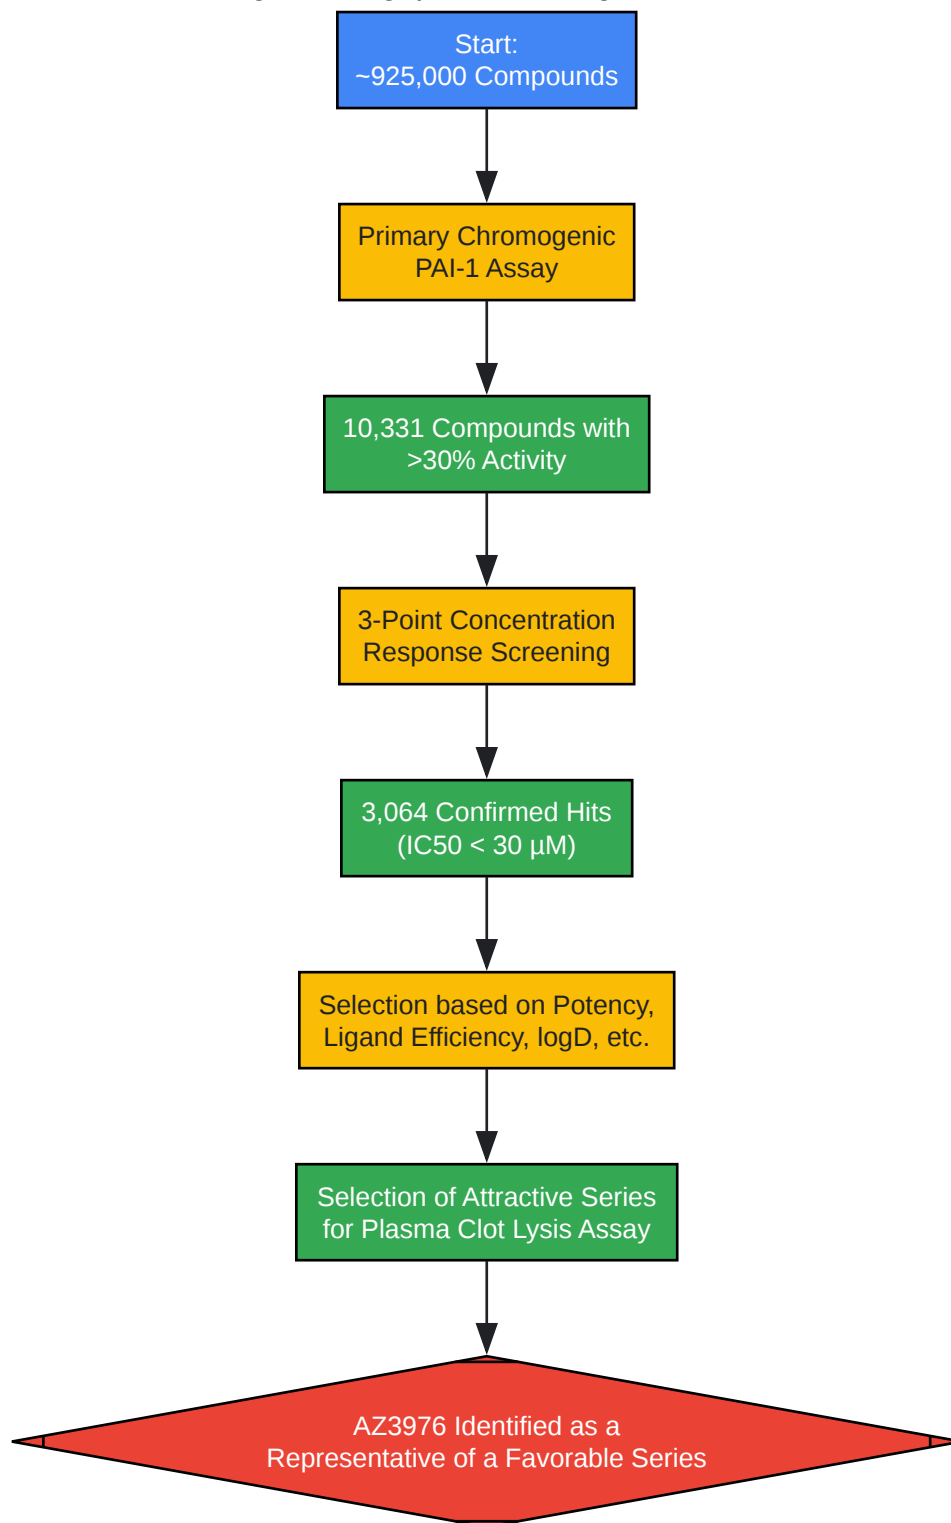 Start:
~925,000 Compounds
Primary Chromogenic
PAI-1 Assay
10,331 Compounds with
>30% Activity
3-Point Concentration
Response Screening
3,064 Confirmed Hits
(IC50 < 30 µM)
Selection based on Potency,
Ligand Efficiency, logD, etc.
Selection of Attractive Series
for Plasma Clot Lysis Assay
AZ3976 Identified as a
Representative of a Favorable Series